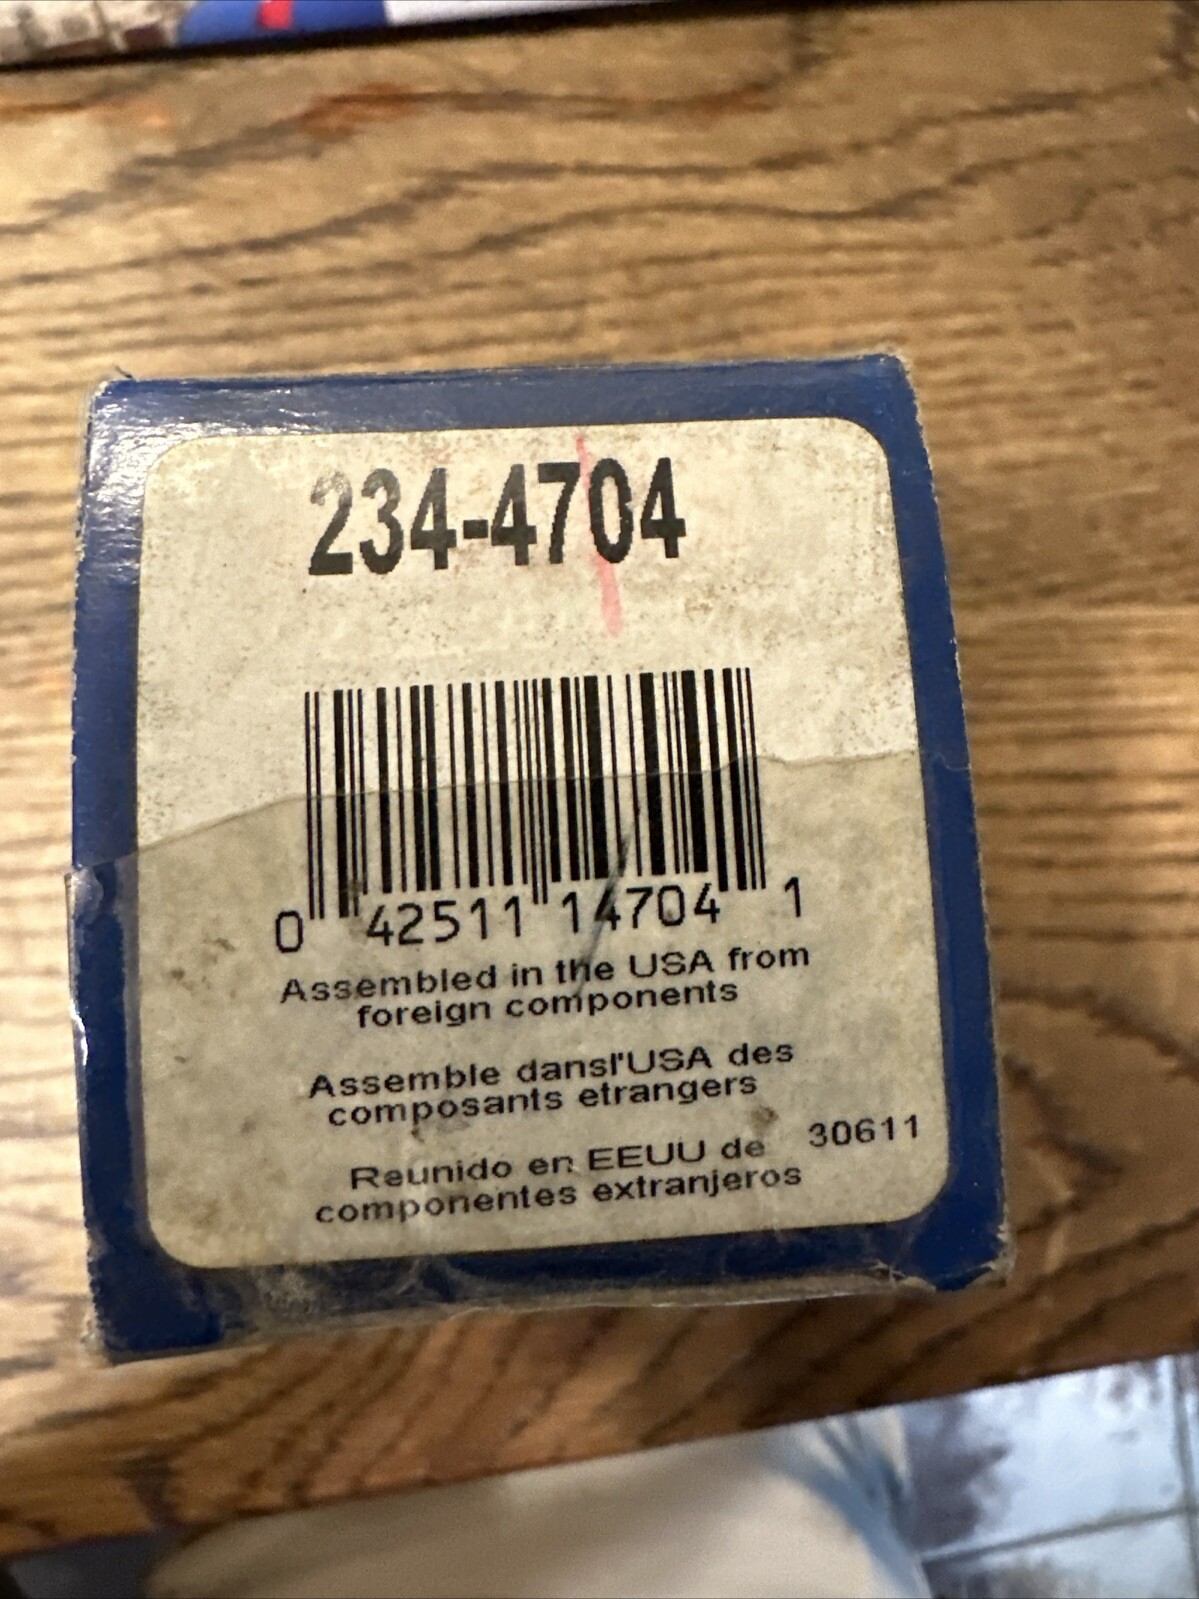 234-4704
0 42511 14704 1
Assembled in the USA from
foreign components
Assemble dansl'USA des
composants etrangers
30611
Reunido en EEUU de
componentes extranjeros